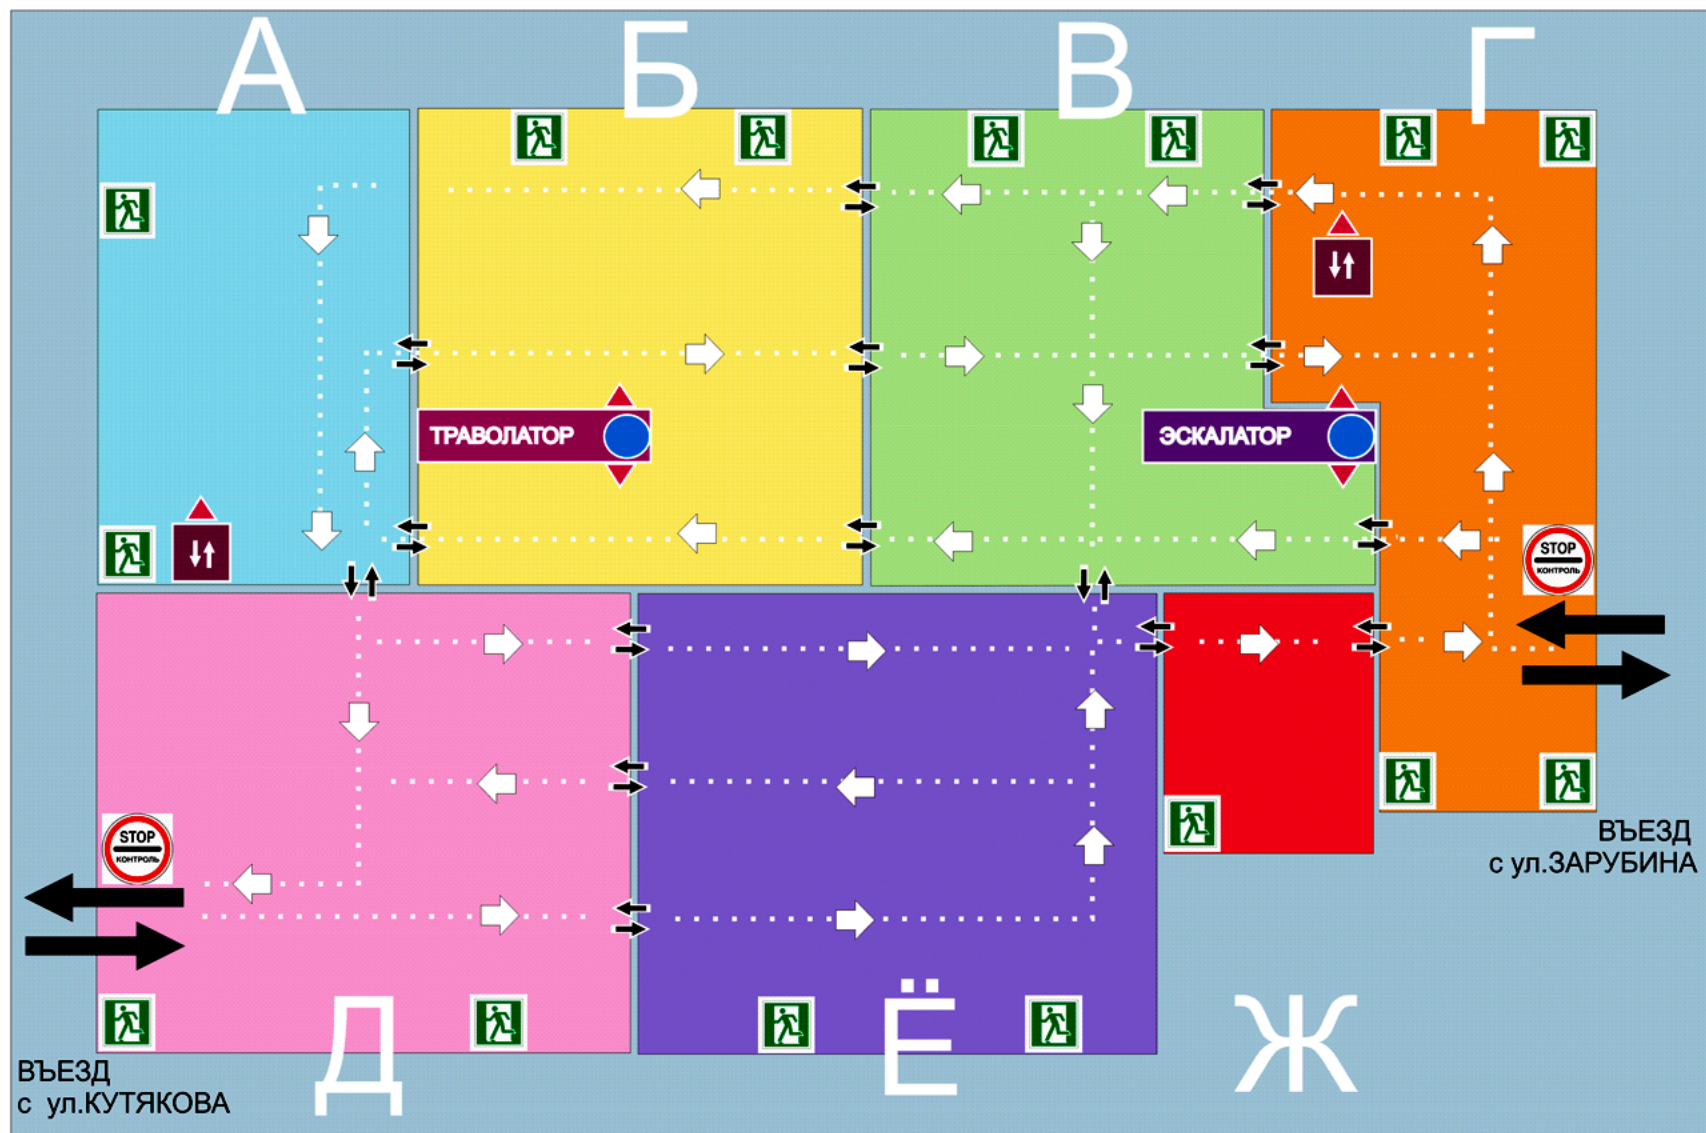 А Б В Г
ТРАВОЛАТОР
ЭСКАЛАТОР
STOP
КОНТРОЛЬ
STOP
КОНТРОЛЬ
ВЪЕЗД
с ул.ЗАРУБИНА
Д Ё Ж
ВЪЕЗД
с ул.КУТЯКОВА